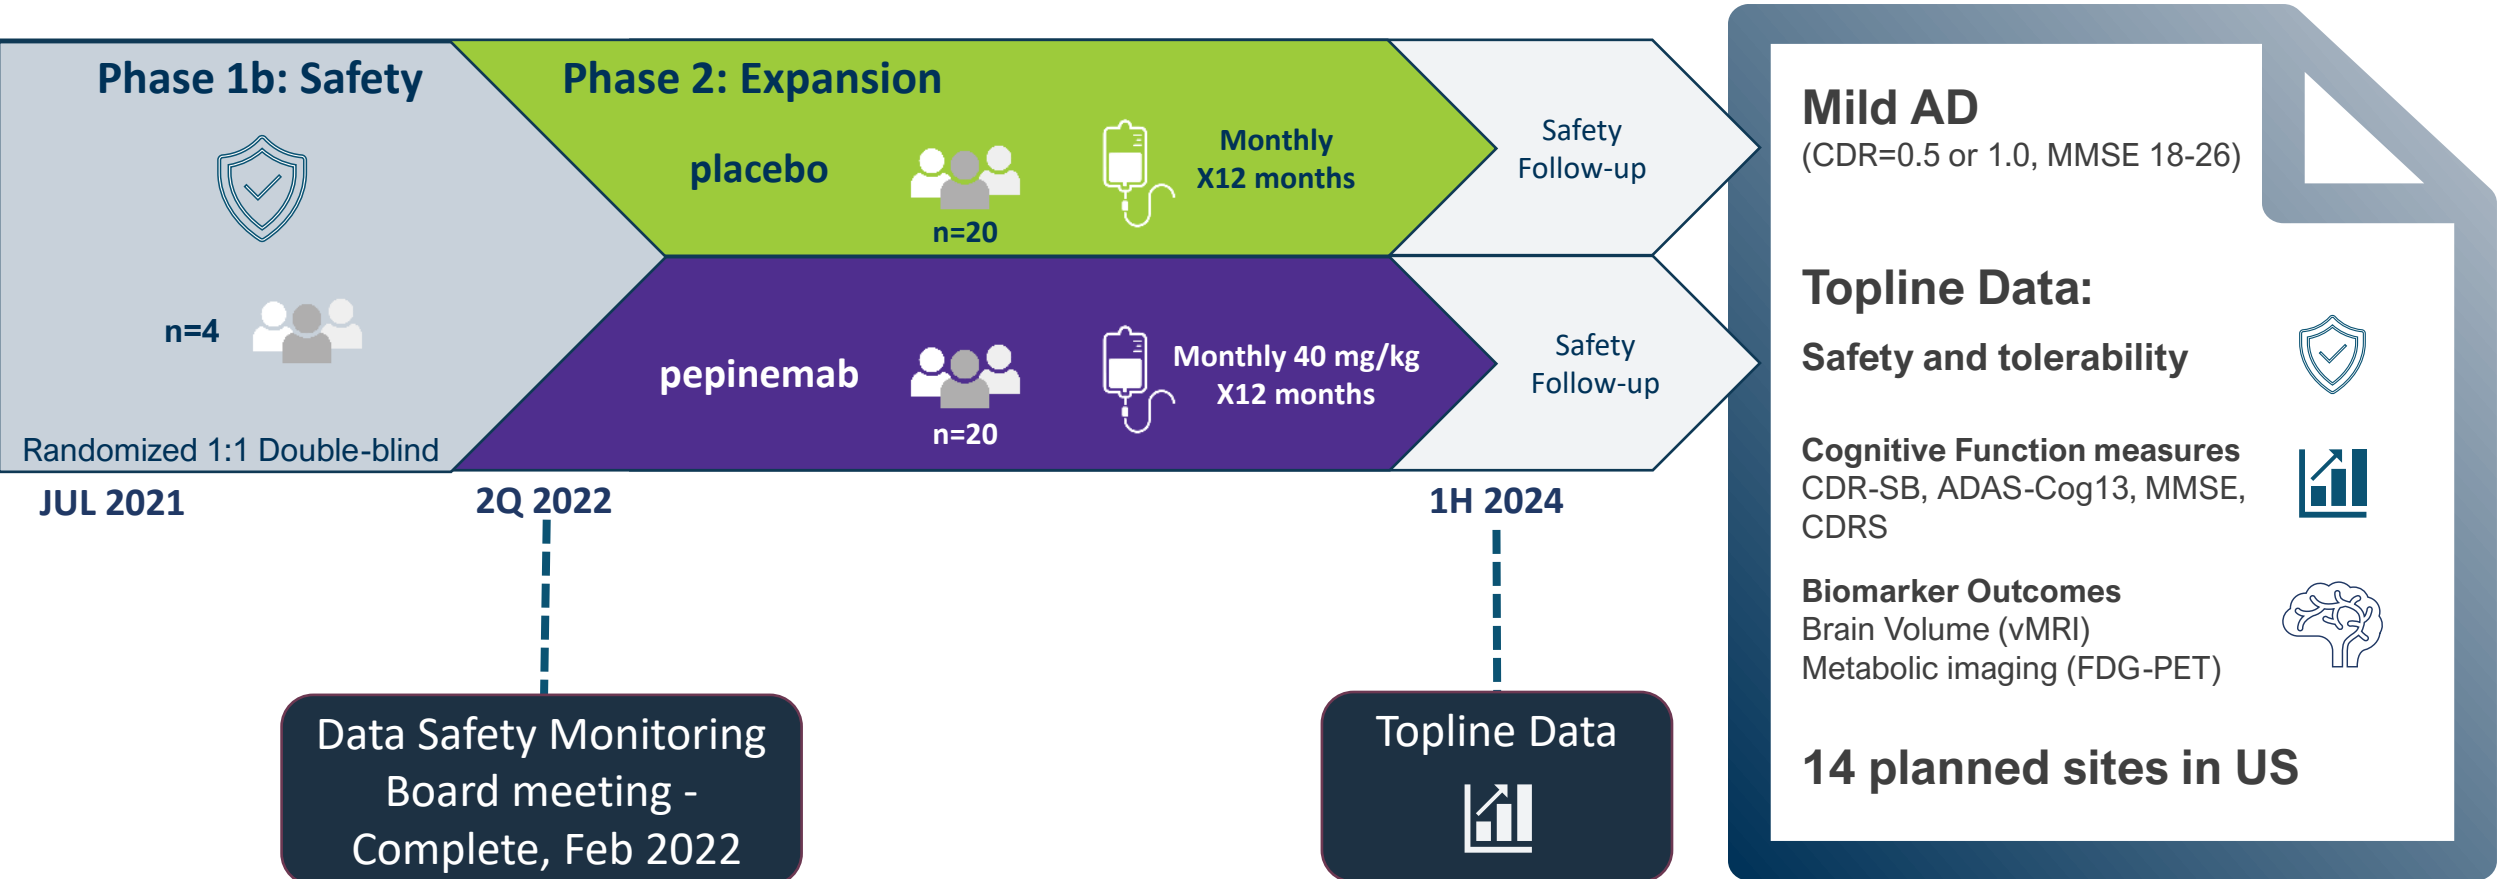 Phase 1b: Safety
n=4
Randomized 1:1 Double-blind
Phase 2: Expansion
placebo
n=20
Monthly
X12 months
Safety
Follow-up
pepinemab
n=20
Monthly 40 mg/kg
X12 months
Safety
Follow-up
JUL 2021
2Q 2022
1H 2024
Data Safety Monitoring
Board meeting -
Complete, Feb 2022
Topline Data
Mild AD
(CDR=0.5 or 1.0, MMSE 18-26)
Topline Data:
Safety and tolerability
Cognitive Function measures
CDR-SB, ADAS-Cog13, MMSE,
CDRS
Biomarker Outcomes
Brain Volume (vMRI)
Metabolic imaging (FDG-PET)
14 planned sites in US